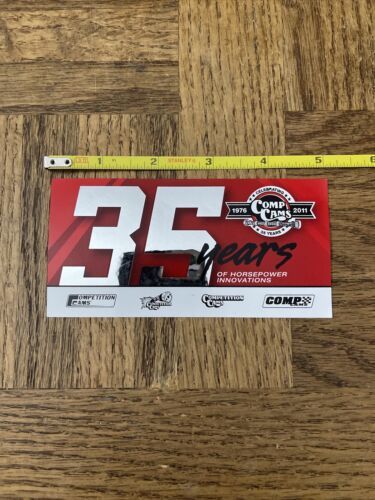 1 2 3 4 5 6
STANLEY
35
years
OF HORSEPOWER
INNOVATIONS
CELEBRATING
1976 COMP CAMS 2011
35 YEARS
COMPETITION
CAMS
COMPETITION
CAMS
COMP